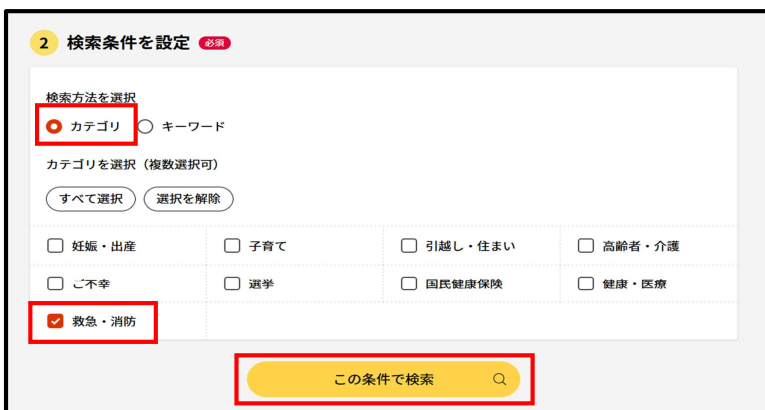 2 検索条件を設定 必須
検索方法を選択
カテゴリ キーワード
カテゴリを選択（複数選択可）
すべて選択 選択を解除
妊娠・出産 子育て 引越し・住まい 高齢者・介護
ご不幸 選挙 国民健康保険 健康・医療
救急・消防
この条件で検索